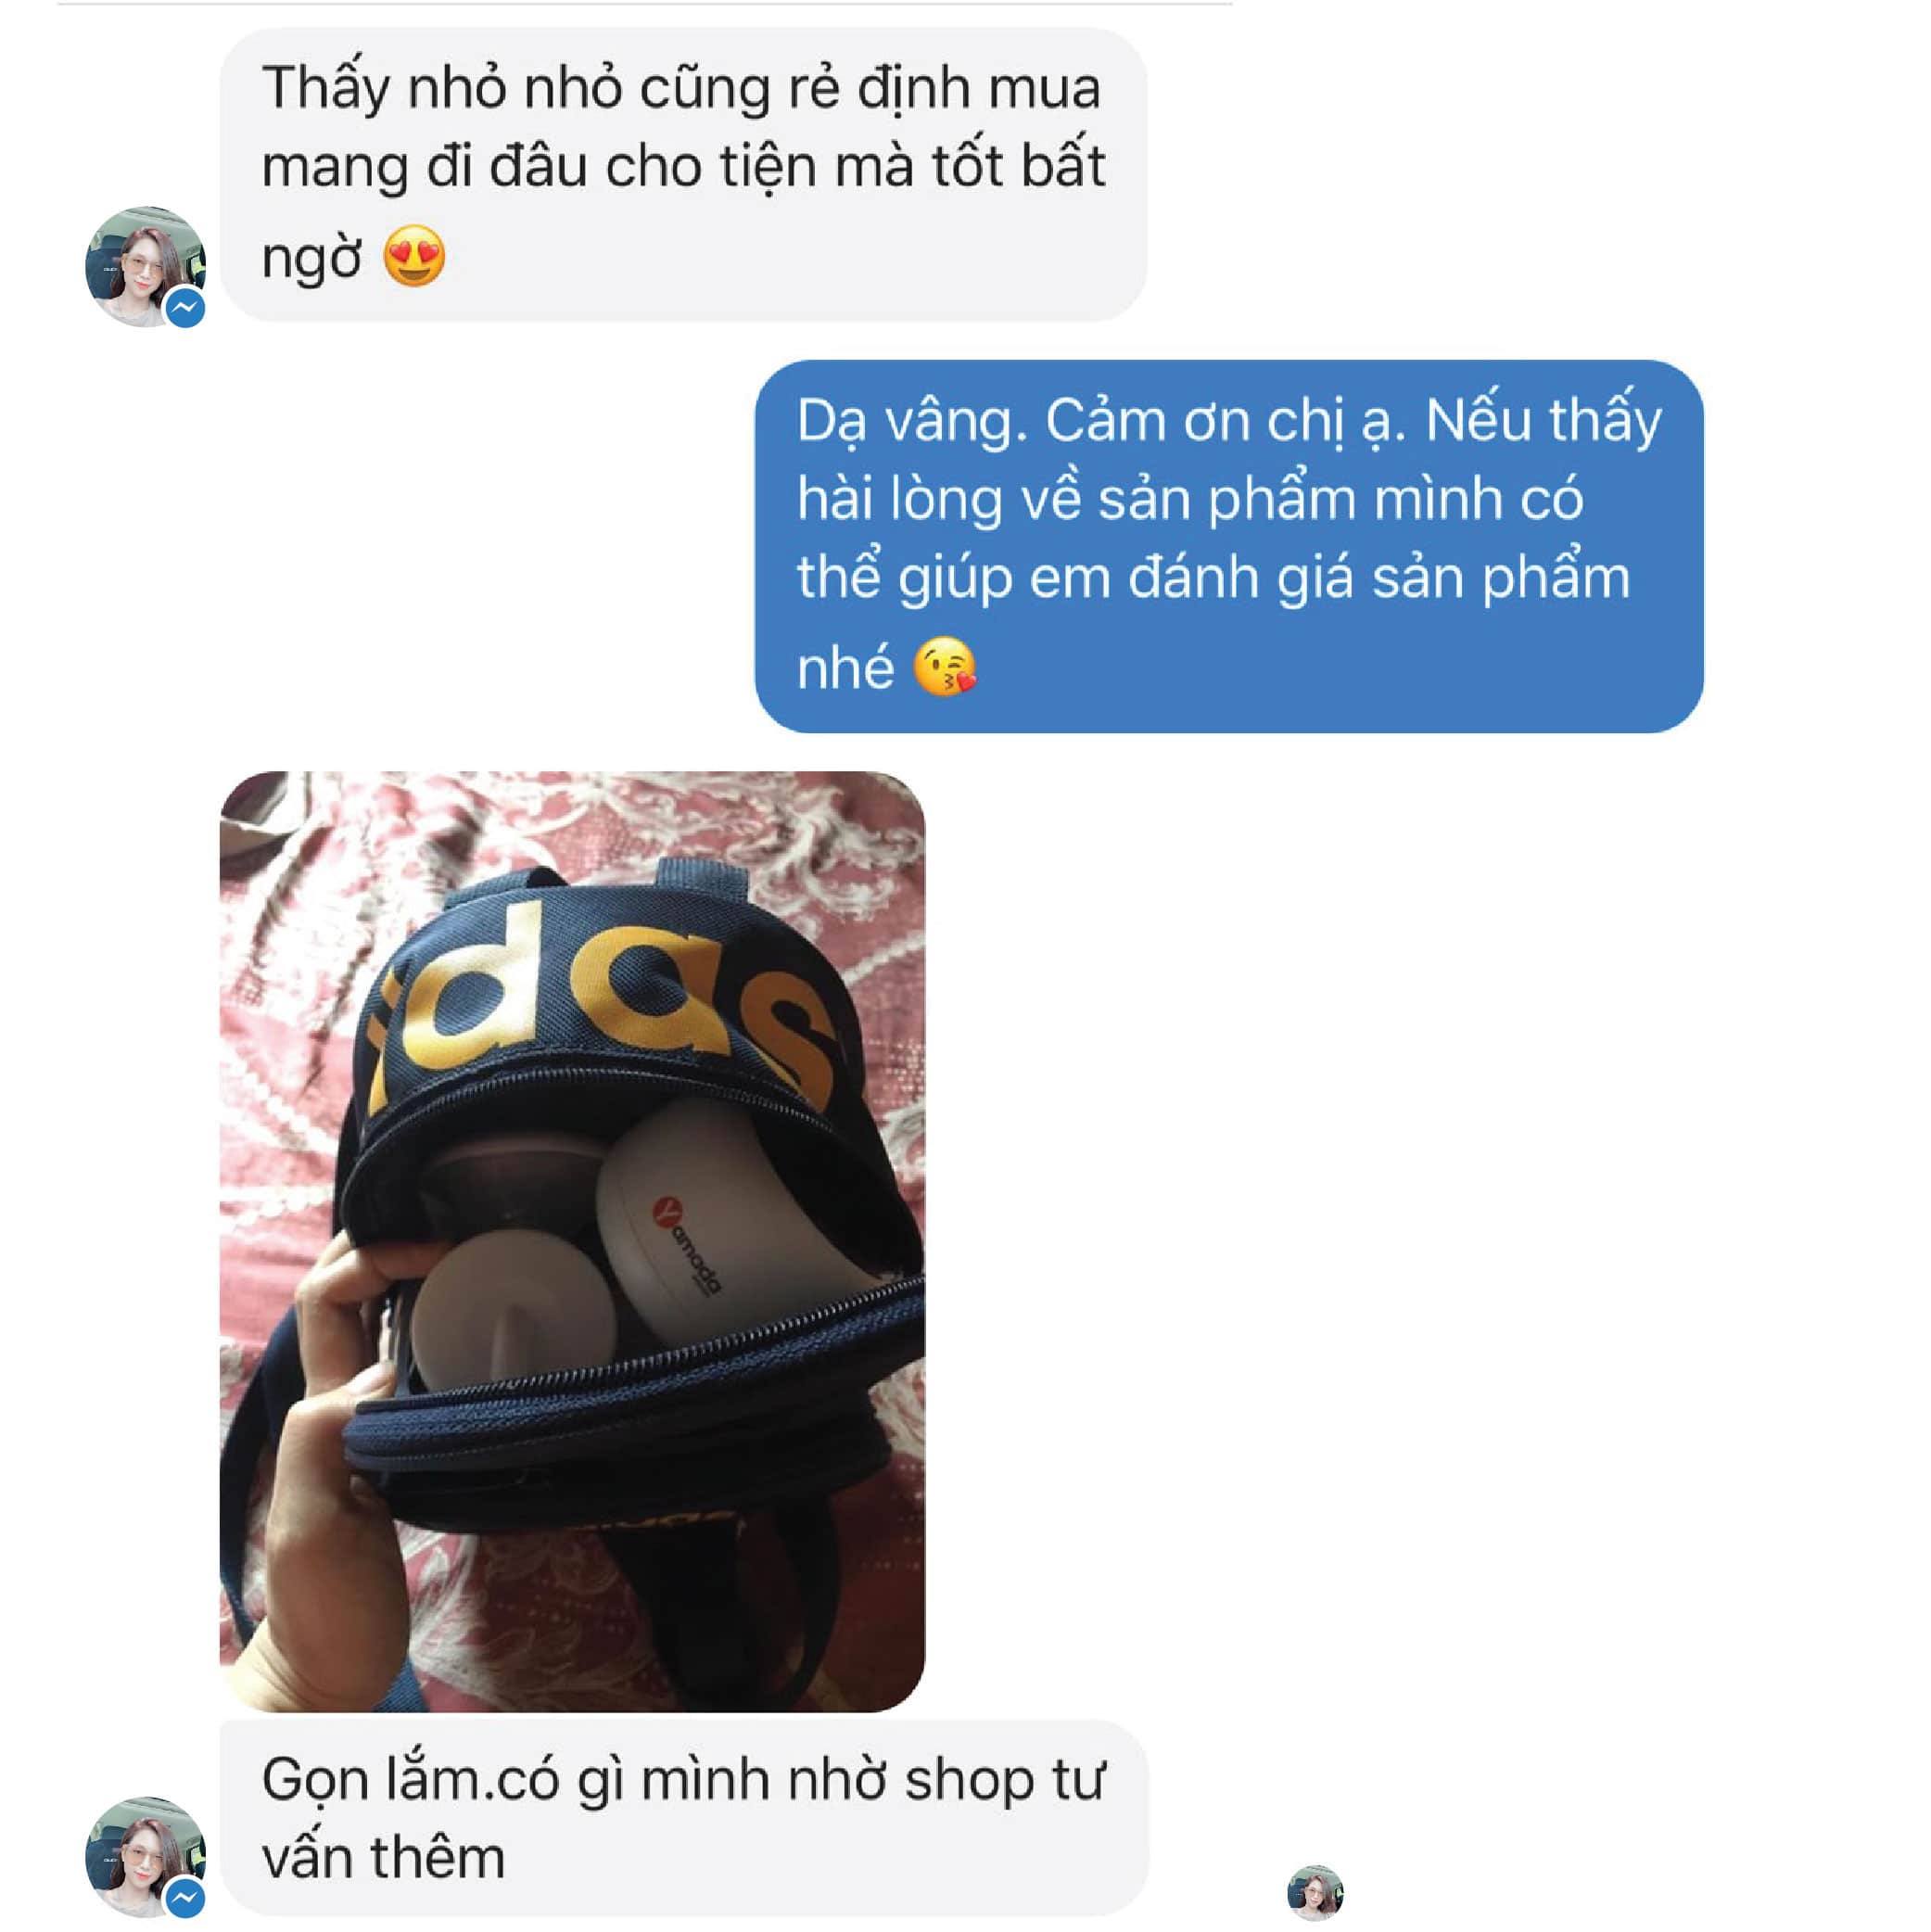 Thấy nhỏ nhỏ cũng rẻ định mua
mang đi đâu cho tiện mà tốt bất
ngờ 😍
Dạ vâng. Cảm ơn chị ạ. Nếu thấy
hài lòng về sản phẩm mình có
thể giúp em đánh giá sản phẩm
nhé 😘
idas
Yamada
Gọn lắm.có gì mình nhờ shop tư
vấn thêm